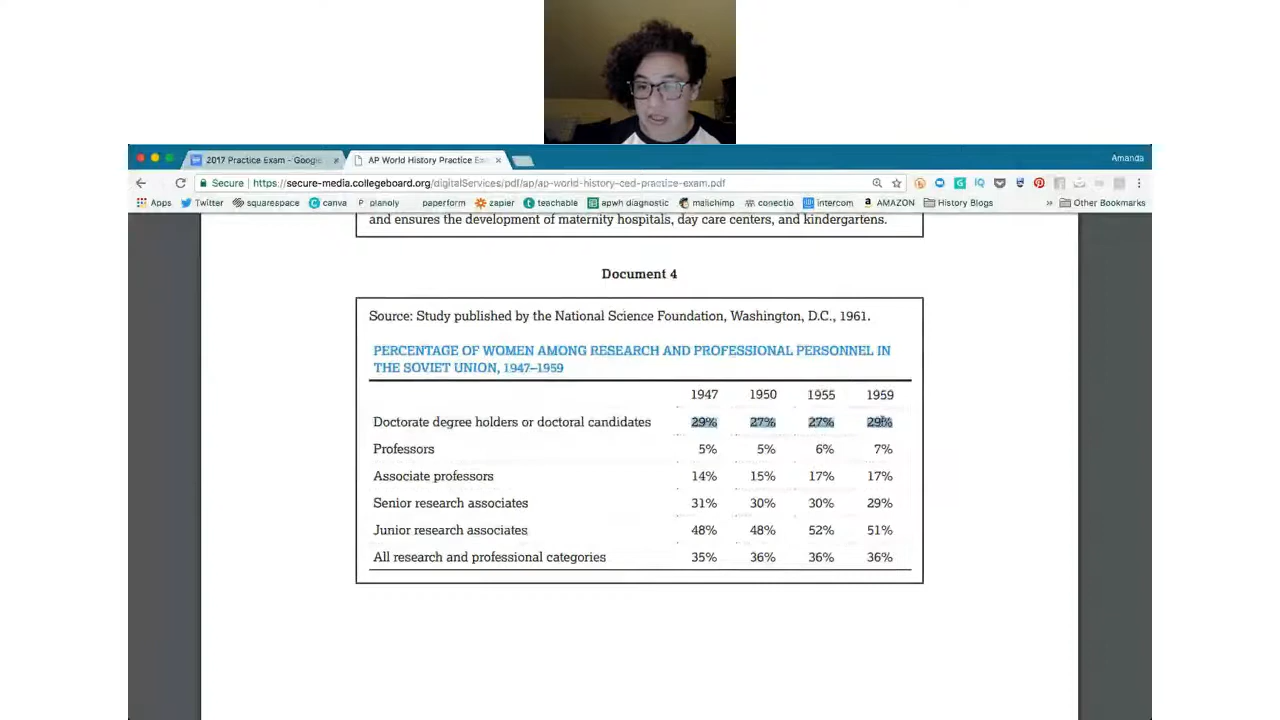 2017 Practice Exam - Google
AP World History Practice Ex
Amanda
Secure
https://secure-media.collegeboard.org/digitalServices/pdf/ap/ap-world-history-ced-practice-exam.pdf
Apps Twitter squarespace canva planoly paperform zapier teachable apwh diagnostic mailchimp conectio intercom AMAZON History Blogs » Other Bookmarks
and ensures the development of maternity hospitals, day care centers, and kindergartens.
Document 4
Source: Study published by the National Science Foundation, Washington, D.C., 1961.
PERCENTAGE OF WOMEN AMONG RESEARCH AND PROFESSIONAL PERSONNEL IN
THE SOVIET UNION, 1947–1959
1947 1950 1955 1959
Doctorate degree holders or doctoral candidates 29% 27% 27% 29%
Professors 5% 5% 6% 7%
Associate professors 14% 15% 17% 17%
Senior research associates 31% 30% 30% 29%
Junior research associates 48% 48% 52% 51%
All research and professional categories 35% 36% 36% 36%